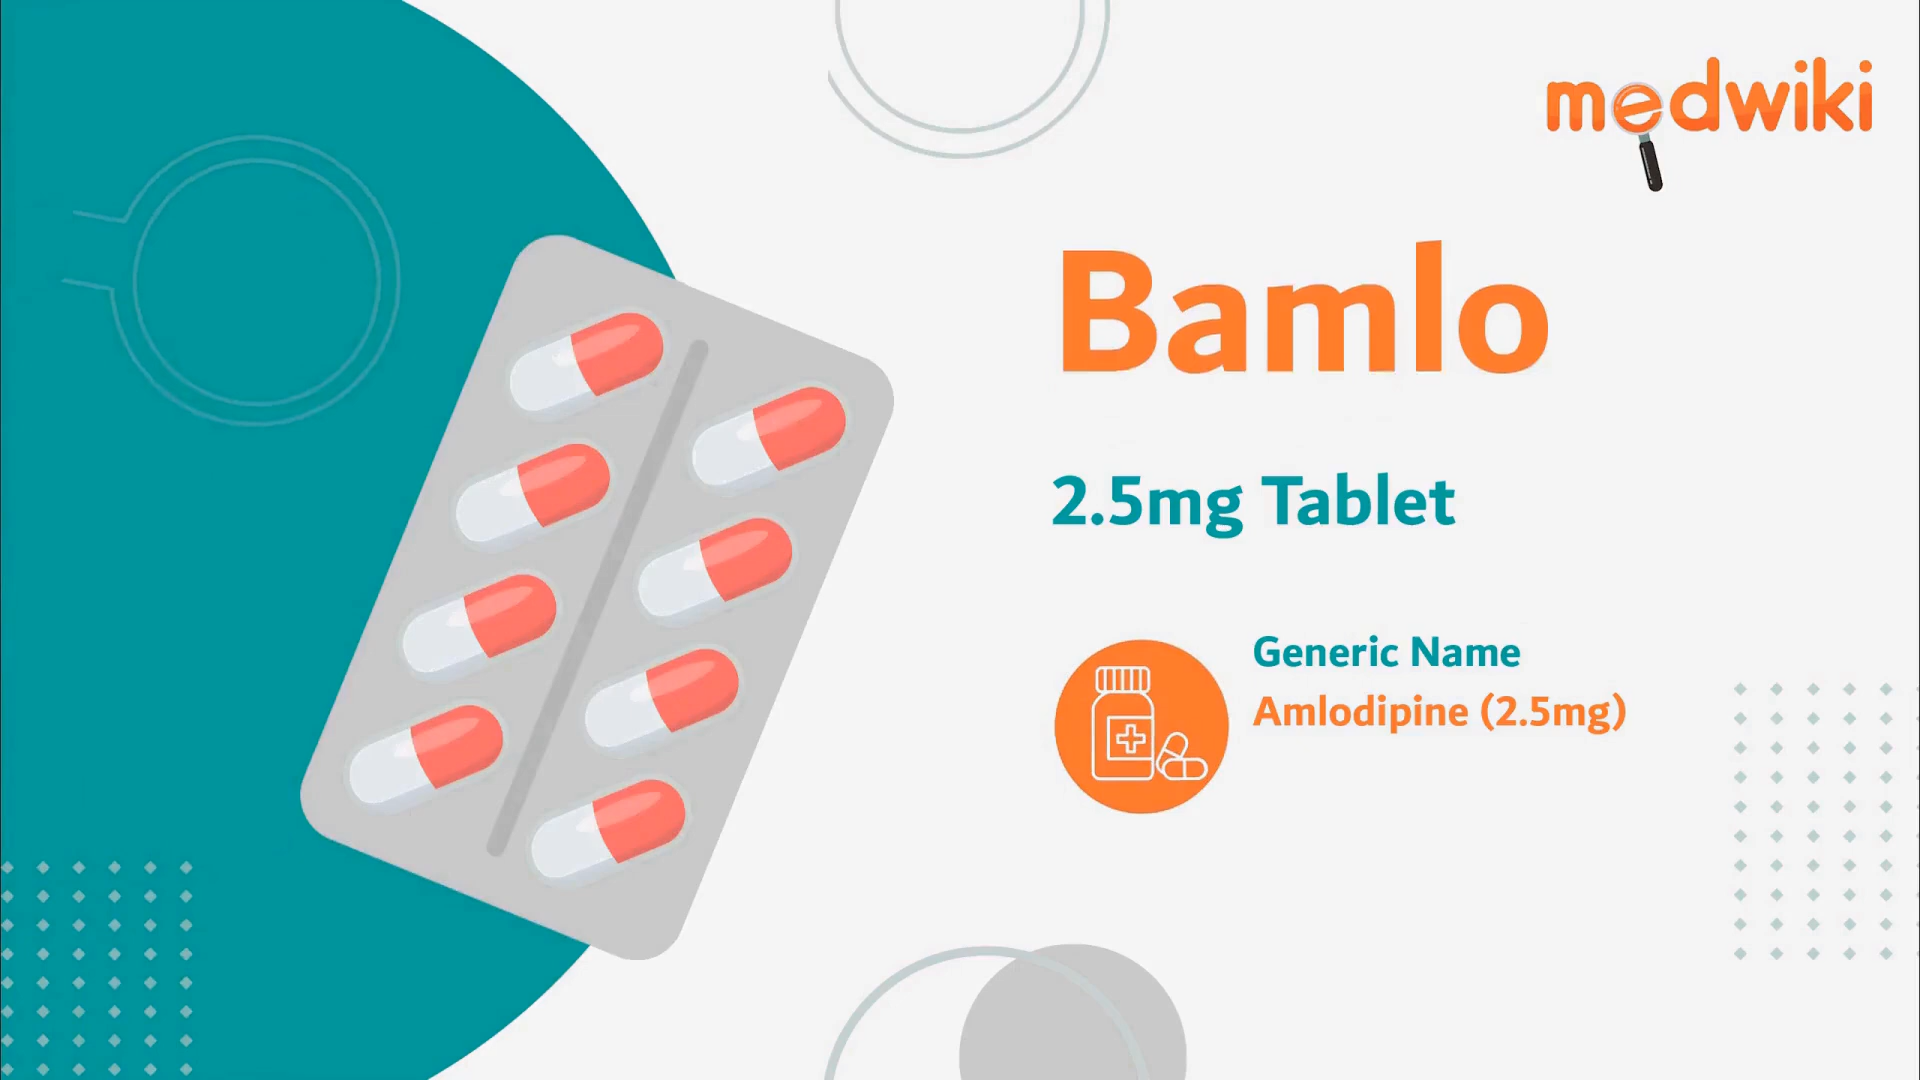 medwiki
Bamlo
2.5mg Tablet
Generic Name
Amlodipine (2.5mg)